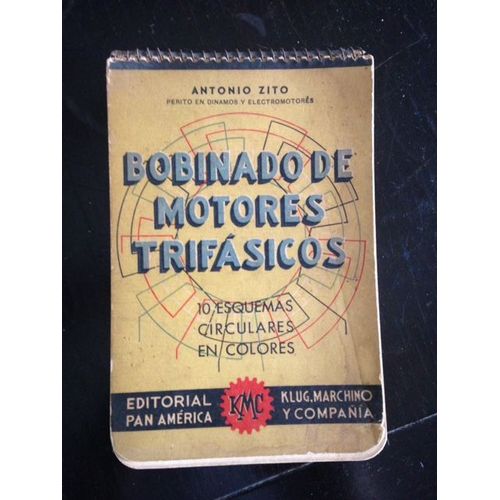 ANTONIO ZITO
PERITO EN DINAMOS Y ELECTROMOTORES
BOBINADO DE
MOTORES
TRIFÁSICOS
10 ESQUEMAS
CIRCULARES
EN COLORES
EDITORIAL
PAN AMÉRICA
KMC
KLUG, MARCHINO
Y COMPAÑÍA